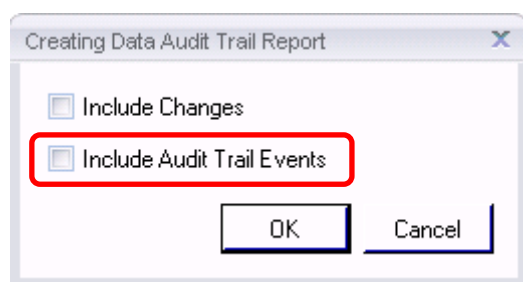 Creating Data Audit Trail Report
Include Changes
Include Audit Trail Events
OK Cancel